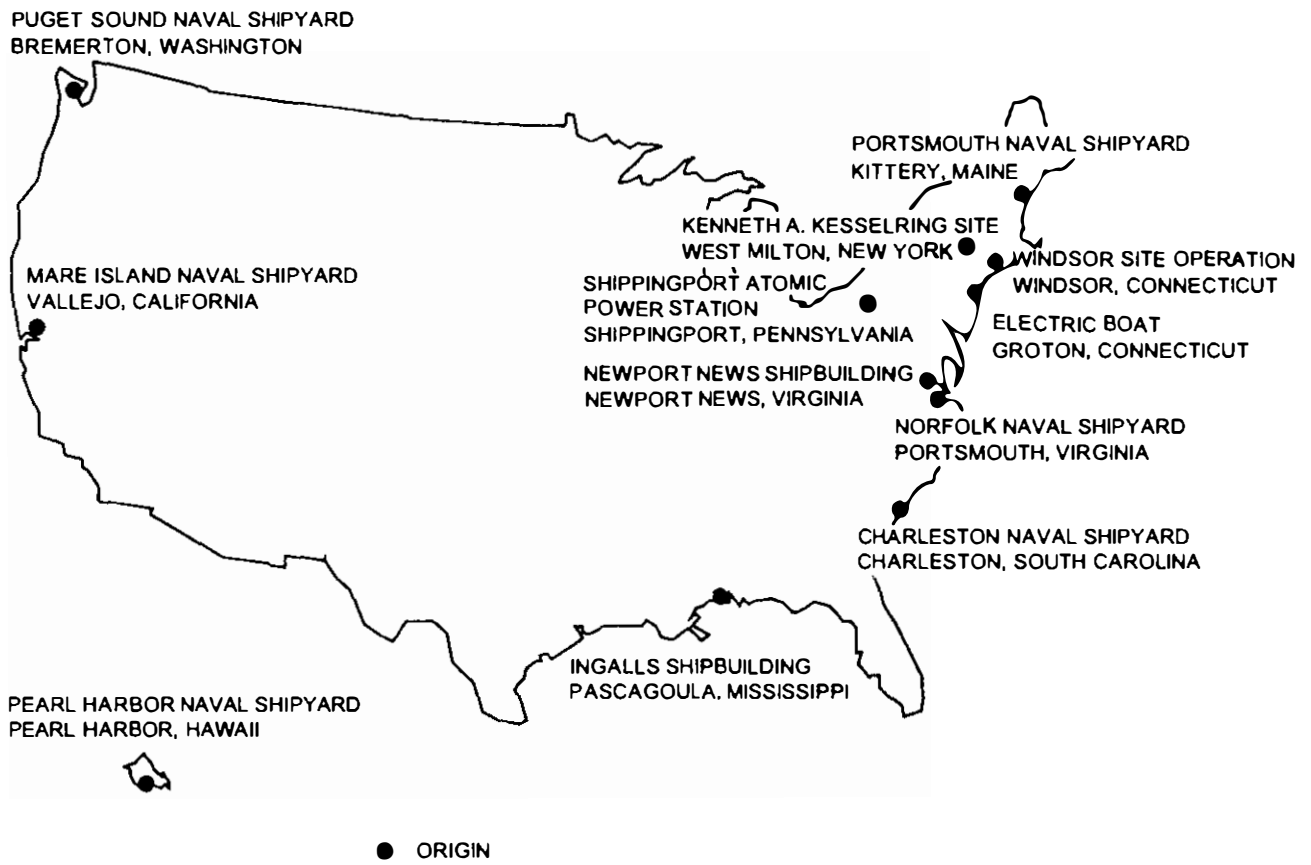 PUGET SOUND NAVAL SHIPYARD
BREMERTON, WASHINGTON
PORTSMOUTH NAVAL SHIPYARD
KITTERY, MAINE
KENNETH A. KESSELRING SITE
WEST MILTON, NEW YORK
WINDSOR SITE OPERATION
WINDSOR, CONNECTICUT
MARE ISLAND NAVAL SHIPYARD
VALLEJO, CALIFORNIA
SHIPPINGPORT ATOMIC
POWER STATION
SHIPPINGPORT, PENNSYLVANIA
ELECTRIC BOAT
GROTON, CONNECTICUT
NEWPORT NEWS SHIPBUILDING
NEWPORT NEWS, VIRGINIA
NORFOLK NAVAL SHIPYARD
PORTSMOUTH, VIRGINIA
CHARLESTON NAVAL SHIPYARD
CHARLESTON, SOUTH CAROLINA
INGALLS SHIPBUILDING
PASCAGOULA, MISSISSIPPI
PEARL HARBOR NAVAL SHIPYARD
PEARL HARBOR, HAWAII
ORIGIN